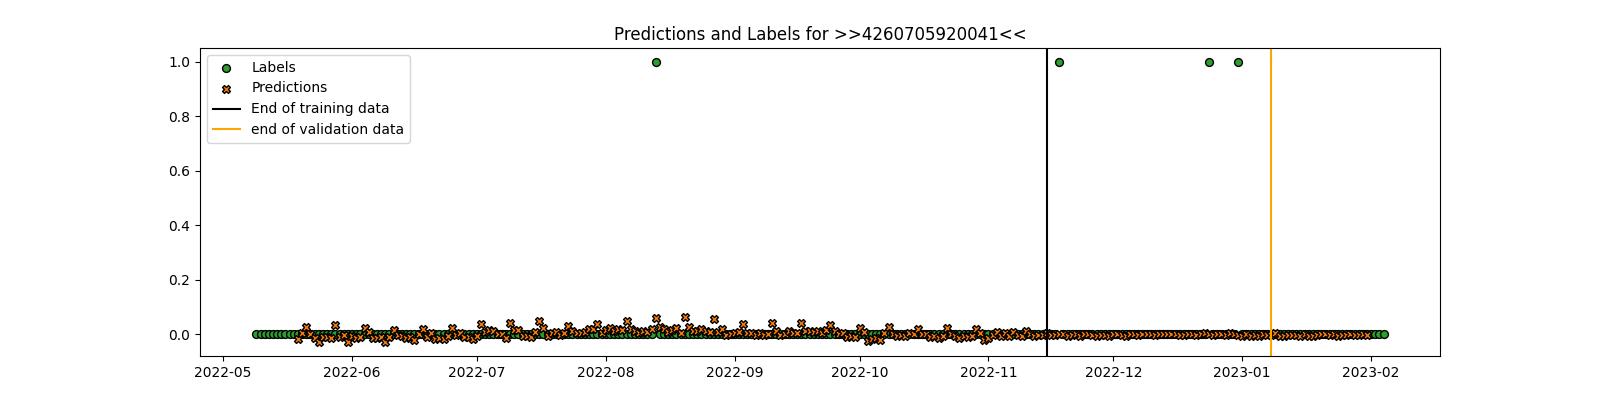 Predictions and Labels for >>4260705920041<<
Labels
Predictions
End of training data
end of validation data
1.0
0.8
0.6
0.4
0.2
0.0
2022-05 2022-06 2022-07 2022-08 2022-09 2022-10 2022-11 2022-12 2023-01 2023-02